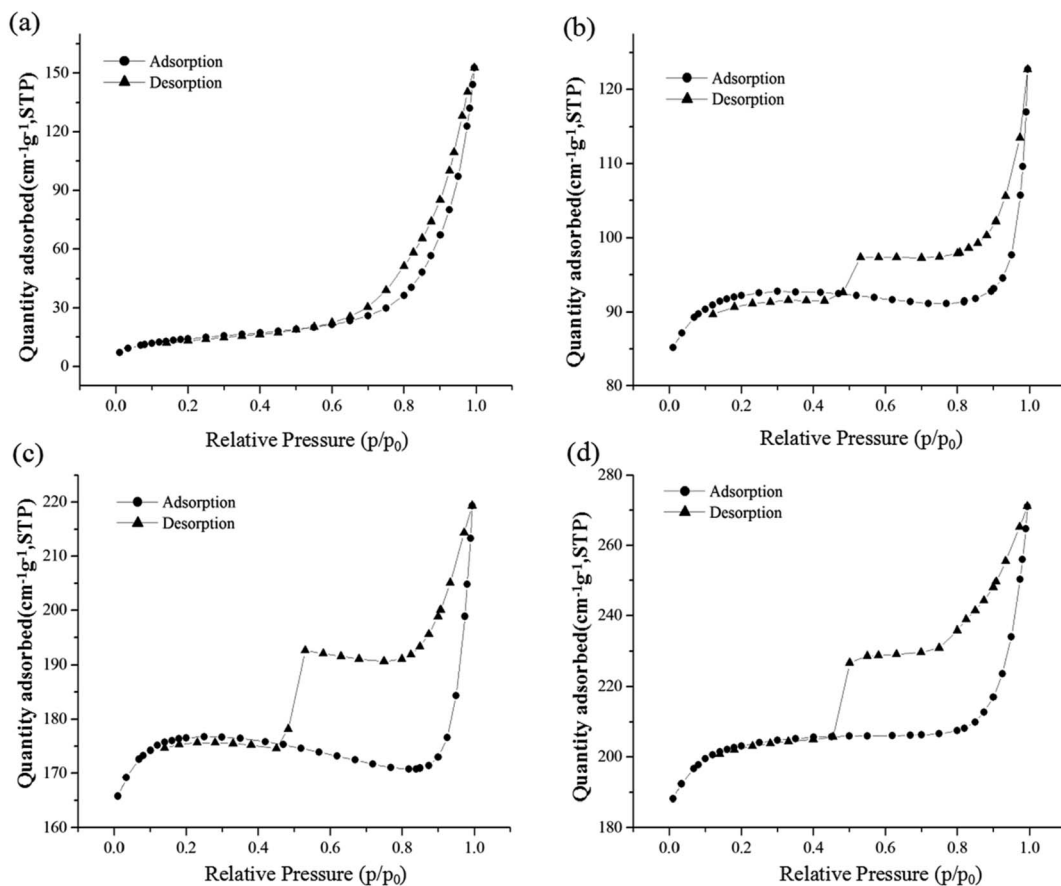 (a)
Adsorption
Desorption
Quantity adsorbed(cm⁻¹g⁻¹,STP)
150
120
90
60
30
0
0.0 0.2 0.4 0.6 0.8 1.0
Relative Pressure (p/p₀)
(b)
Adsorption
Desorption
Quantity adsorbed(cm⁻¹g⁻¹,STP)
120
110
100
90
80
0.0 0.2 0.4 0.6 0.8 1.0
Relative Pressure (p/p₀)
(c)
Adsorption
Desorption
Quantity adsorbed(cm⁻¹g⁻¹,STP)
220
210
200
190
180
170
160
0.0 0.2 0.4 0.6 0.8 1.0
Relative Pressure (p/p₀)
(d)
Adsorption
Desorption
Quantity adsorbed(cm⁻¹g⁻¹,STP)
280
260
240
220
200
180
0.0 0.2 0.4 0.6 0.8 1.0
Relative Pressure (p/p₀)